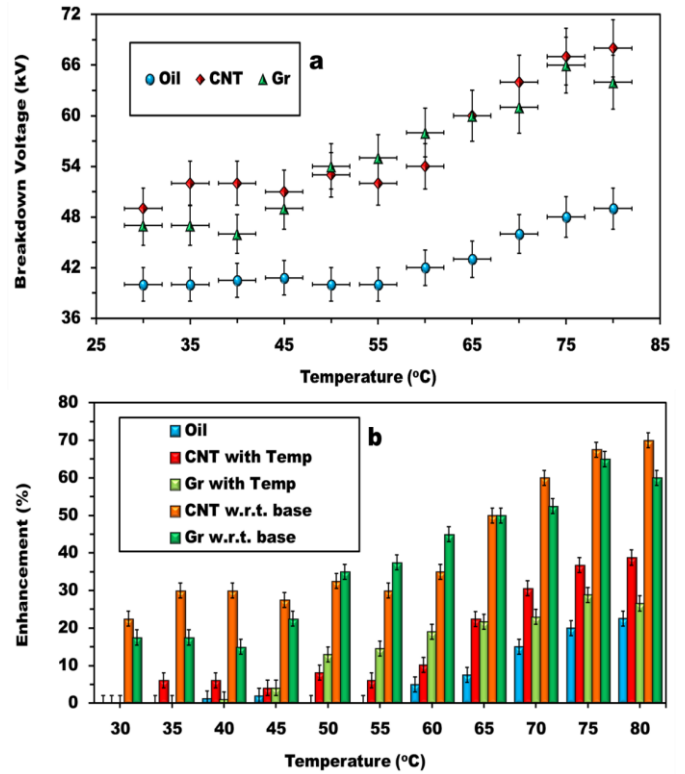 72
66
60
54
48
42
36
Breakdown Voltage (kV)
Oil CNT Gr
a
25 35 45 55 65 75 85
Temperature (ºC)
80
70
60
50
40
30
20
10
0
Enhancement (%)
Oil
CNT with Temp
Gr with Temp
CNT w.r.t. base
Gr w.r.t. base
b
30 35 40 45 50 55 60 65 70 75 80
Temperature (ºC)